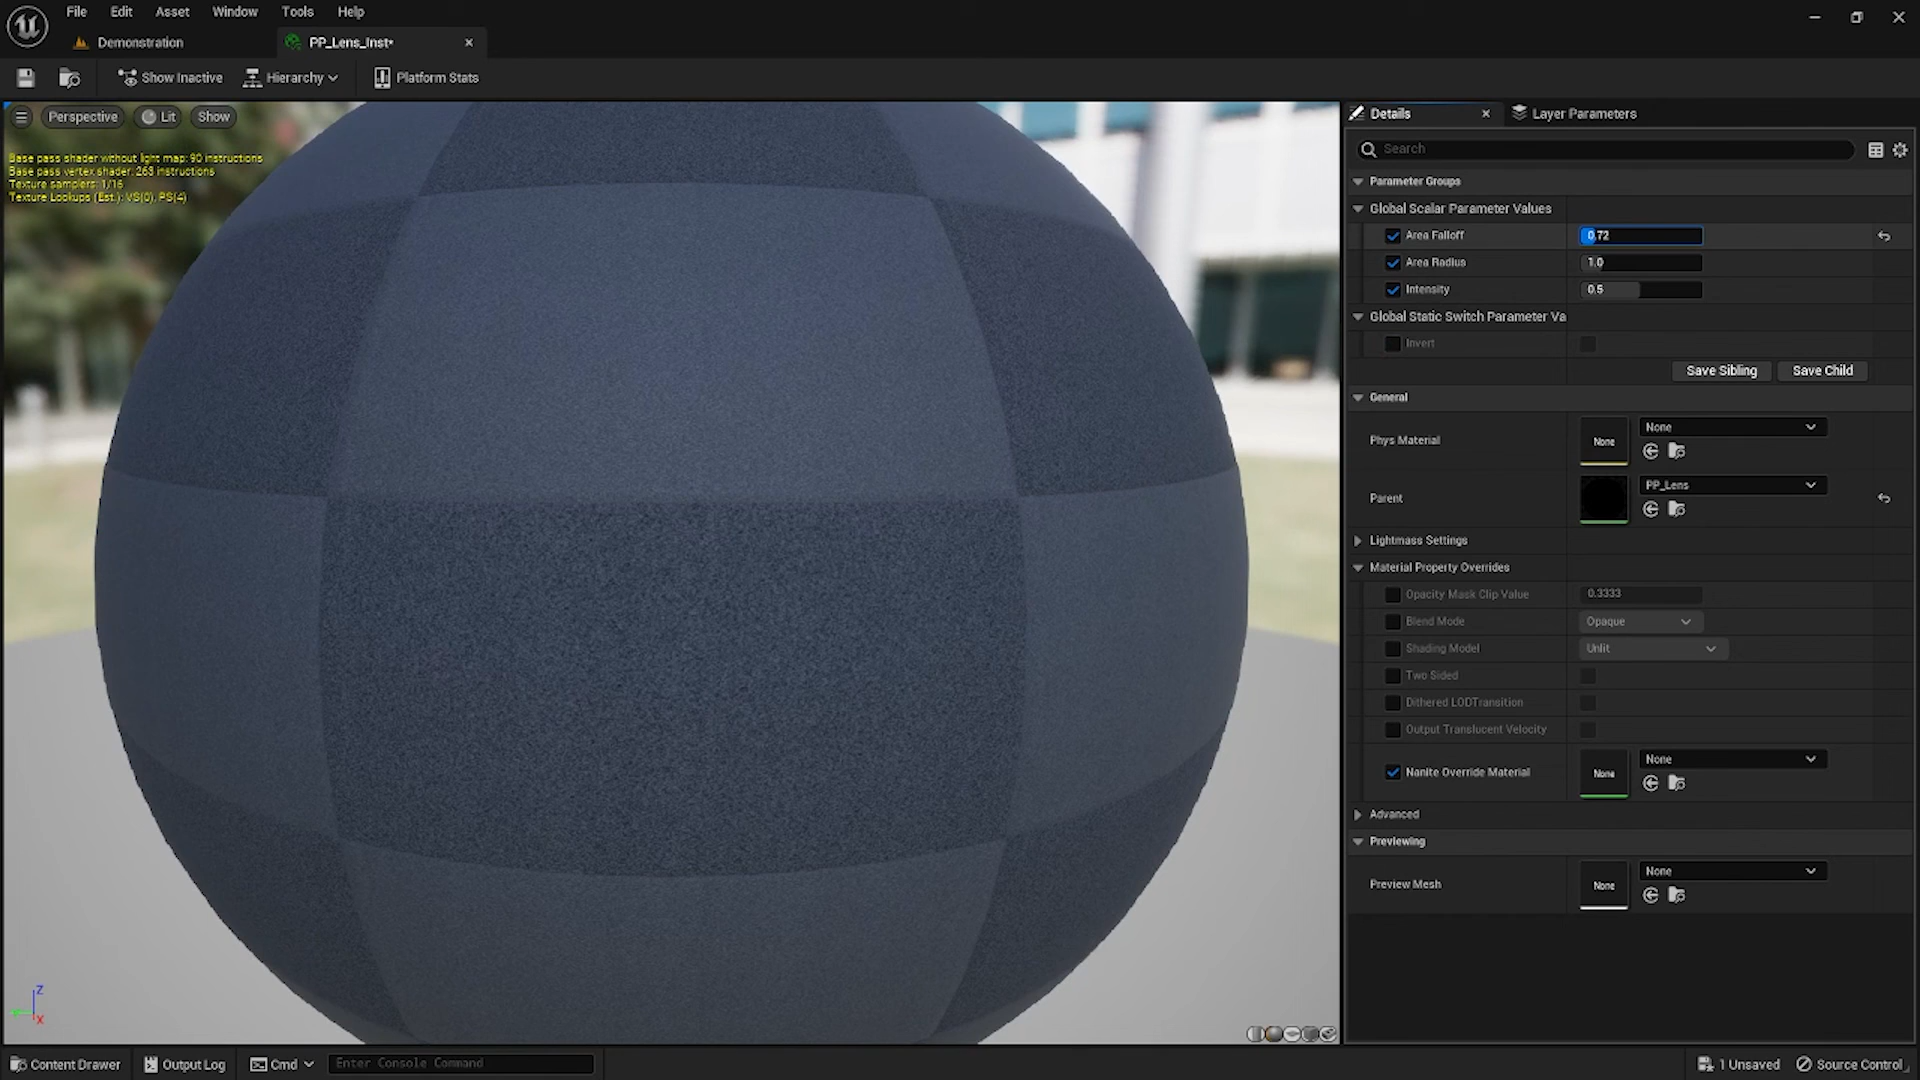 File Edit Asset Window Tools Help
Demonstration
PP_Lens_Inst*
Show Inactive
Hierarchy
Platform Stats
Perspective
Lit
Show
Base pass shader without light map: 90 instructions
Base pass vertex shader: 263 instructions
Texture samplers: 1/16
Texture Lookups (Est.): VS(0), PS(4)
Z
X
Details
Layer Parameters
Search
Parameter Groups
Global Scalar Parameter Values
Area Falloff 0.72
Area Radius 1.0
Intensity 0.5
Global Static Switch Parameter Va
Invert
Save Sibling Save Child
General
Phys Material None None
Parent PP_Lens
Lightmass Settings
Material Property Overrides
Opacity Mask Clip Value 0.3333
Blend Mode Opaque
Shading Model Unlit
Two Sided
Dithered LODTransition
Output Translucent Velocity
Nanite Override Material None None
Advanced
Previewing
Preview Mesh None None
Content Drawer
Output Log
Cmd
Enter Console Command
1 Unsaved
Source Control